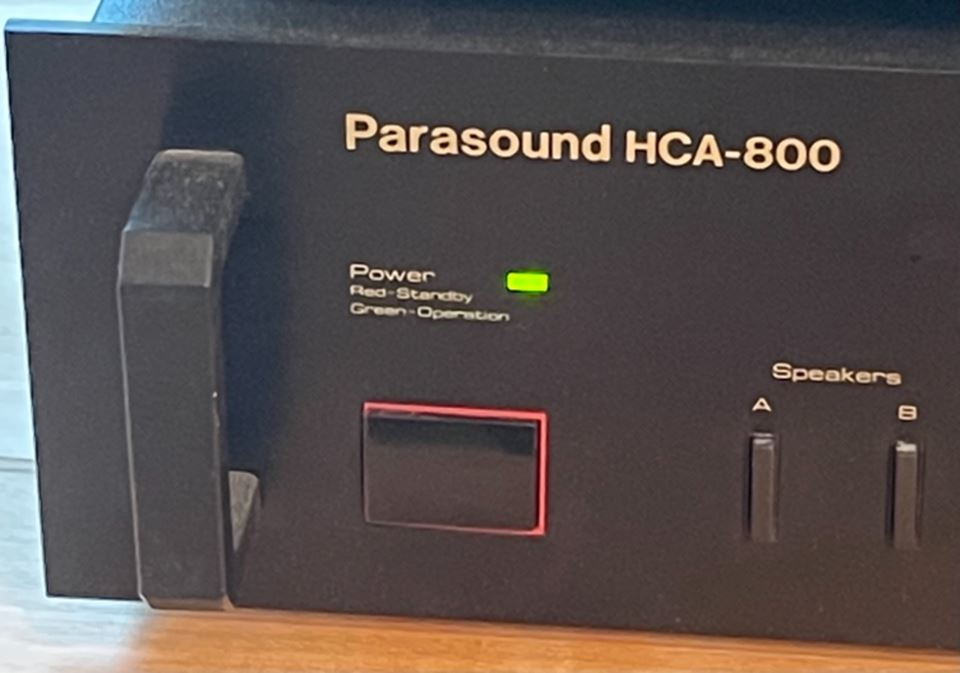 Parasound HCA-800
Power
Red-Standby
Green-Operation
Speakers
A B